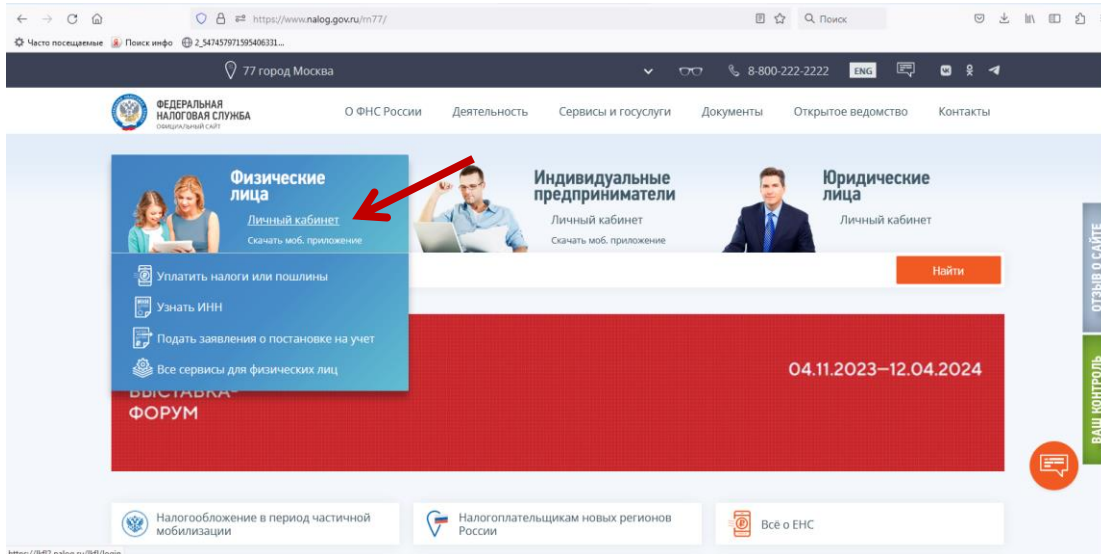 https://www.nalog.gov.ru/rn77/
Поиск
Часто посещаемые Поиск инфо 2_547457971595406331...
77 город Москва
8-800-222-2222 ENG
ФЕДЕРАЛЬНАЯ
НАЛОГОВАЯ СЛУЖБА
ОФИЦИАЛЬНЫЙ САЙТ
О ФНС России Деятельность Сервисы и госуслуги Документы Открытое ведомство Контакты
Физические
лица
Личный кабинет
Скачать моб. приложение
Индивидуальные
предприниматели
Личный кабинет
Скачать моб. приложение
Юридические
лица
Личный кабинет
Уплатить налоги или пошлины
Узнать ИНН
Подать заявления о постановке на учет
Все сервисы для физических лиц
Найти
ОТЗЫВ О САЙТЕ
ВАШ КОНТРОЛЬ
04.11.2023—12.04.2024
ВЫСТАВКА-
ФОРУМ
Налогообложение в период частичной
мобилизации
Налогоплательщикам новых регионов
России
Всё о ЕНС